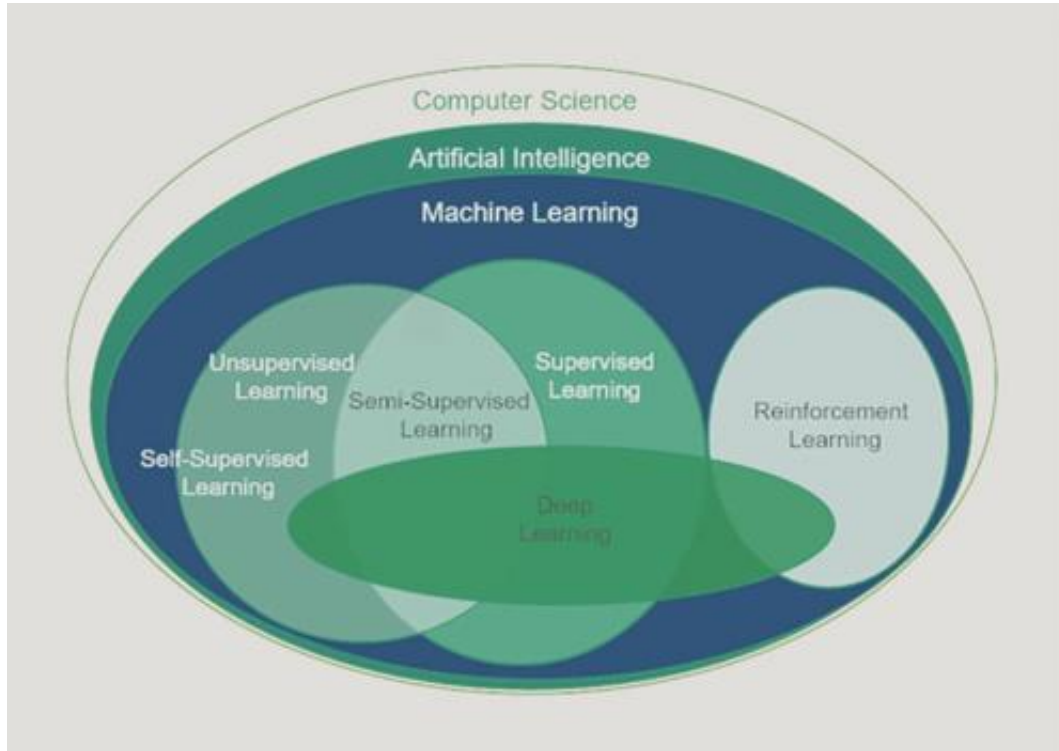 Computer Science
Artificial Intelligence
Machine Learning
Unsupervised
Learning
Supervised
Learning
Semi-Supervised
Learning
Reinforcement
Learning
Self-Supervised
Learning
Deep
Learning